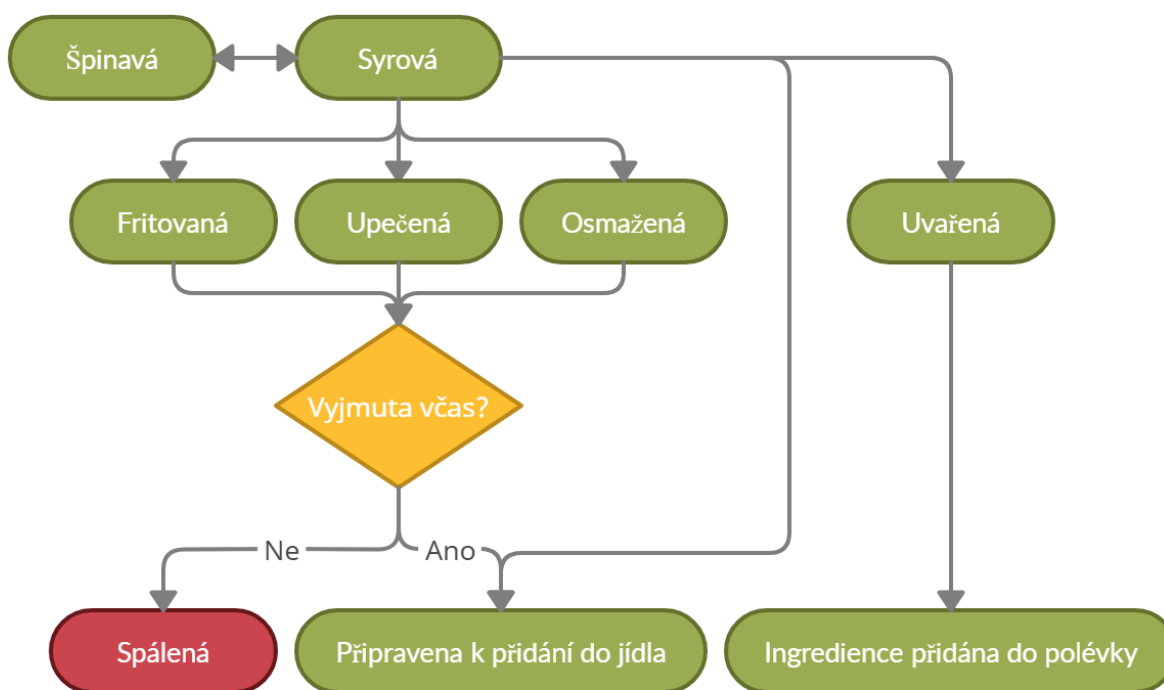 Špinavá
Syrová
Fritovaná
Upečená
Osmažená
Uvařená
Vyjmuta včas?
Ne
Ano
Spálená
Připravena k přidání do jídla
Ingredience přidána do polévky